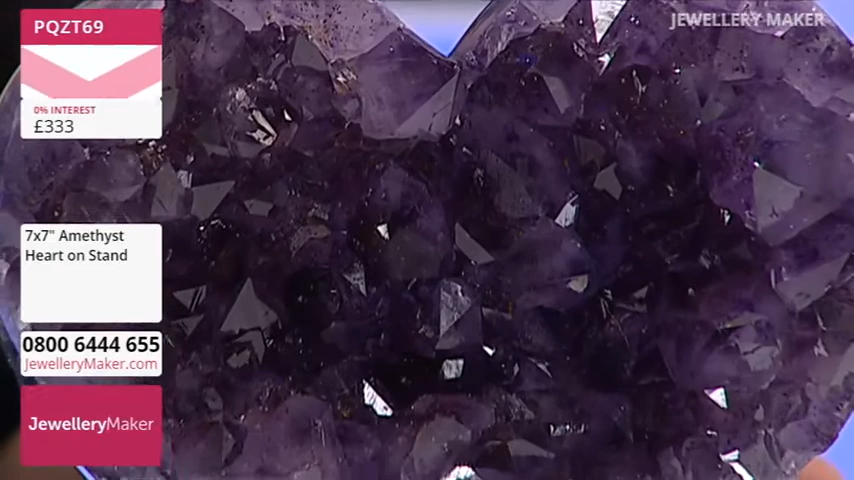 PQZT69
JEWELLERY MAKER
0% INTEREST
£333
7x7" Amethyst
Heart on Stand
0800 6444 655
JewelleryMaker.com
JewelleryMaker